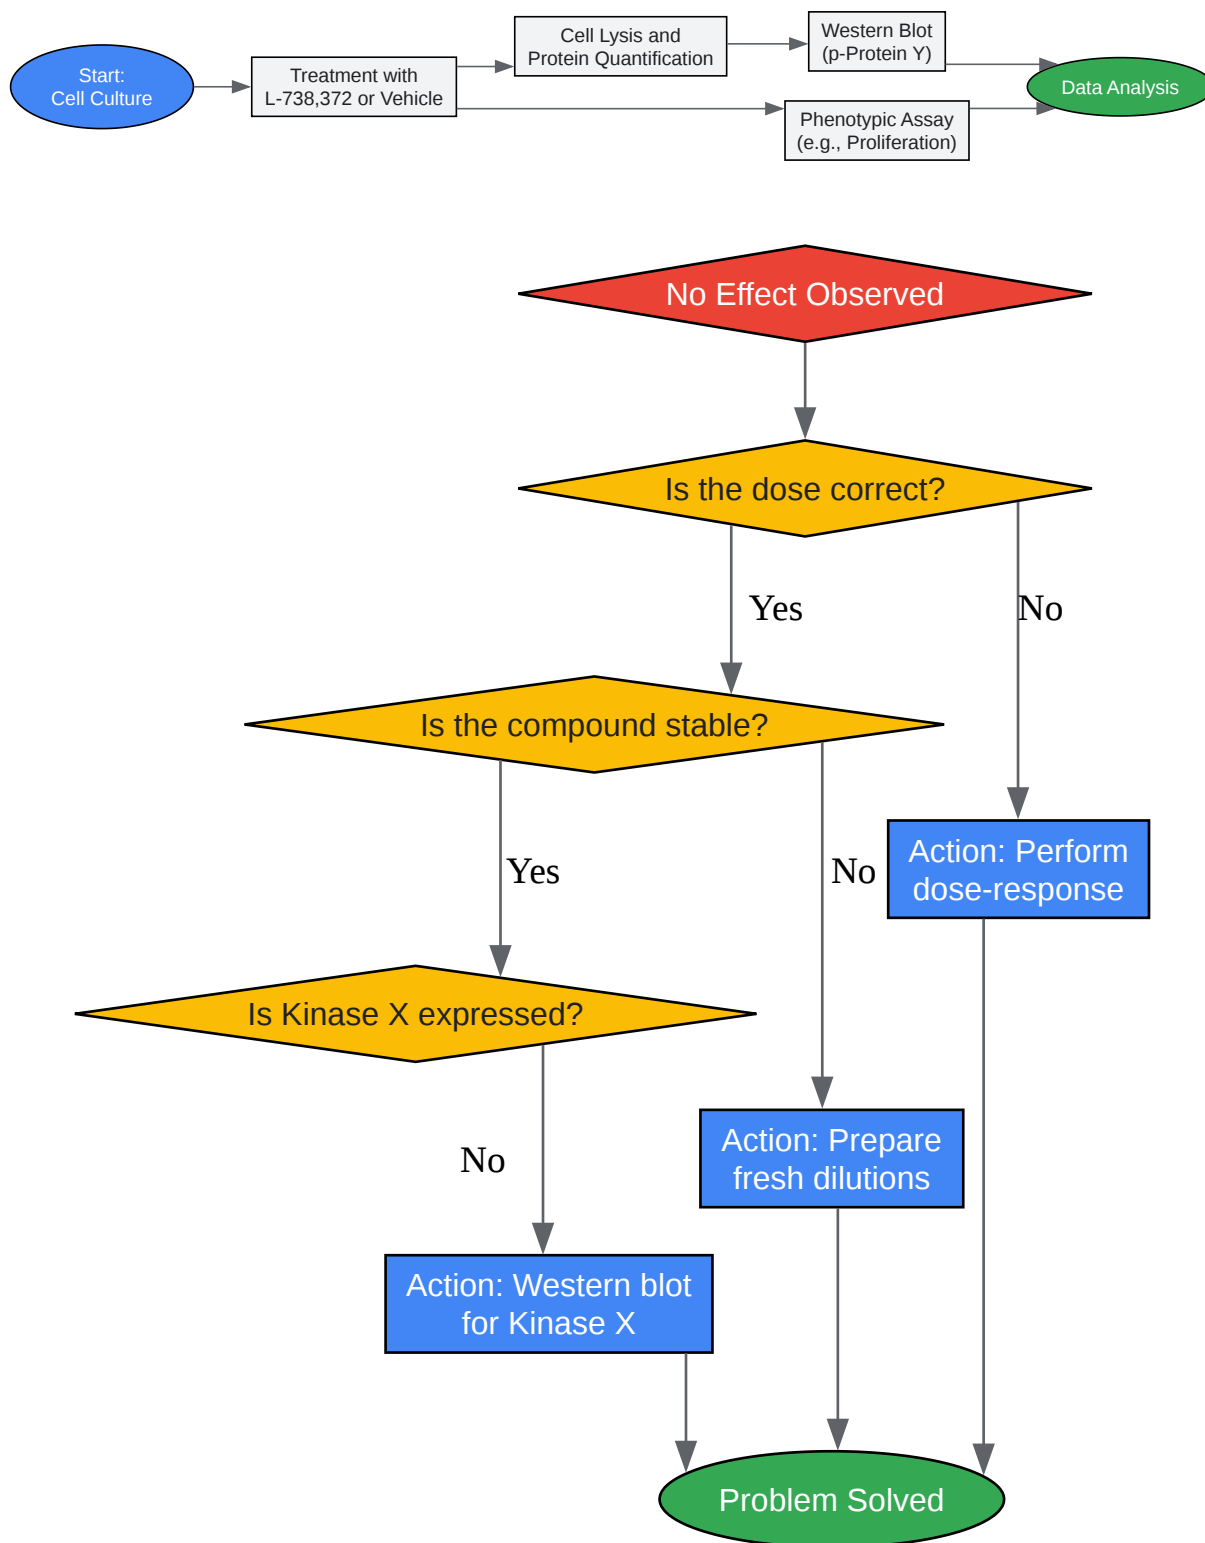 Start:
Cell Culture
Treatment with
L-738,372 or Vehicle
Cell Lysis and
Protein Quantification
Western Blot
(p-Protein Y)
Phenotypic Assay
(e.g., Proliferation)
Data Analysis
No Effect Observed
Is the dose correct?
Yes
No
Is the compound stable?
Yes
No
Action: Perform
dose-response
Is Kinase X expressed?
No
Action: Prepare
fresh dilutions
Action: Western blot
for Kinase X
Problem Solved